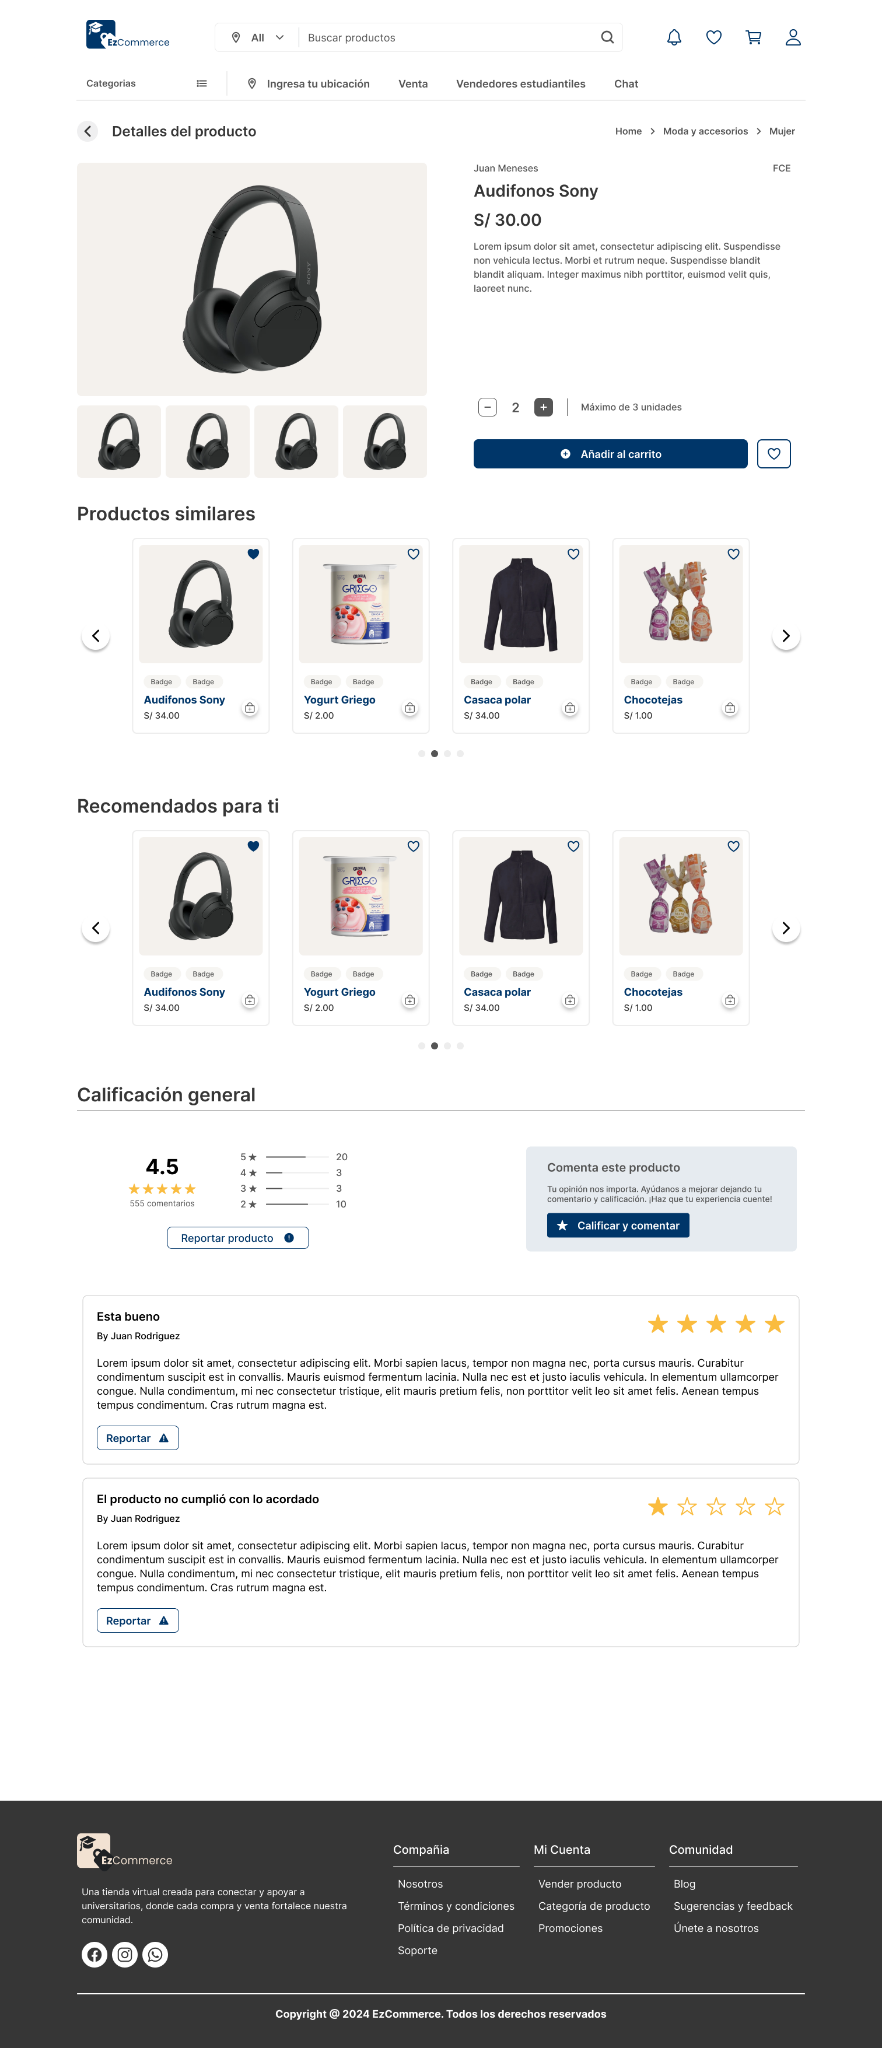 EzCommerce
All
Buscar productos
Categorias
Ingresa tu ubicación
Venta
Vendedores estudiantiles
Chat
Detalles del producto
Home > Moda y accesorios > Mujer
Juan Meneses
FCE
Audifonos Sony
S/ 30.00
Lorem ipsum dolor sit amet, consectetur adipiscing elit. Suspendisse
non vehicula lectus. Morbi et rutrum neque. Suspendisse blandit
blandit aliquam. Integer maximus nibh porttitor, euismod velit quis,
laoreet nunc.
SONY
2
Máximo de 3 unidades
Añadir al carrito
Productos similares
GRIEGO
Badge Badge
Audifonos Sony
S/ 34.00
Badge Badge
Yogurt Griego
S/ 2.00
Badge Badge
Casaca polar
S/ 34.00
Badge Badge
Chocotejas
S/ 1.00
Recomendados para ti
GRIEGO
Badge Badge
Audifonos Sony
S/ 34.00
Badge Badge
Yogurt Griego
S/ 2.00
Badge Badge
Casaca polar
S/ 34.00
Badge Badge
Chocotejas
S/ 1.00
Calificación general
4.5
555 comentarios
5 ★ 20
4 ★ 3
3 ★ 3
2 ★ 10
Reportar producto
Comenta este producto
Tu opinión nos importa. Ayúdanos a mejorar dejando tu
comentario y calificación. ¡Haz que tu experiencia cuente!
Calificar y comentar
Esta bueno
By Juan Rodriguez
Lorem ipsum dolor sit amet, consectetur adipiscing elit. Morbi sapien lacus, tempor non magna nec, porta cursus mauris. Curabitur
condimentum suscipit est in convallis. Mauris euismod fermentum lacinia. Nulla nec est et justo iaculis vehicula. In elementum ullamcorper
congue. Nulla condimentum, mi nec consectetur tristique, elit mauris pretium felis, non porttitor velit leo sit amet felis. Aenean tempus
tempus condimentum. Cras rutrum magna est.
Reportar
El producto no cumplió con lo acordado
By Juan Rodriguez
Lorem ipsum dolor sit amet, consectetur adipiscing elit. Morbi sapien lacus, tempor non magna nec, porta cursus mauris. Curabitur
condimentum suscipit est in convallis. Mauris euismod fermentum lacinia. Nulla nec est et justo iaculis vehicula. In elementum ullamcorper
congue. Nulla condimentum, mi nec consectetur tristique, elit mauris pretium felis, non porttitor velit leo sit amet felis. Aenean tempus
tempus condimentum. Cras rutrum magna est.
Reportar
EzCommerce
Una tienda virtual creada para conectar y apoyar a
universitarios, donde cada compra y venta fortalece nuestra
comunidad.
Compañia
Nosotros
Términos y condiciones
Política de privacidad
Soporte
Mi Cuenta
Vender producto
Categoría de producto
Promociones
Comunidad
Blog
Sugerencias y feedback
Únete a nosotros
Copyright @ 2024 EzCommerce. Todos los derechos reservados